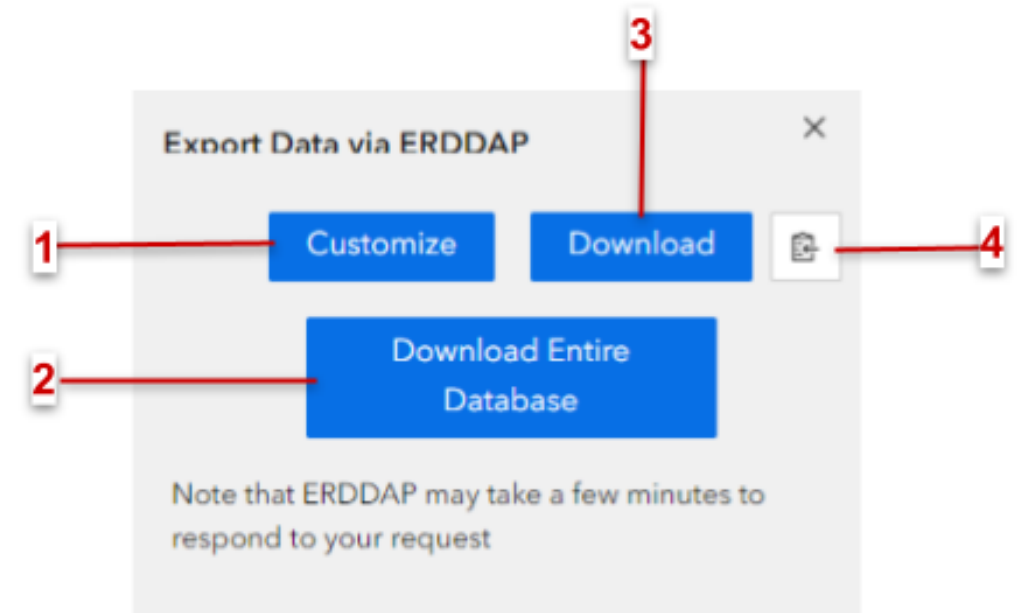 3
Export Data via ERDDAP
1
Customize
Download
4
2
Download Entire
Database
Note that ERDDAP may take a few minutes to
respond to your request